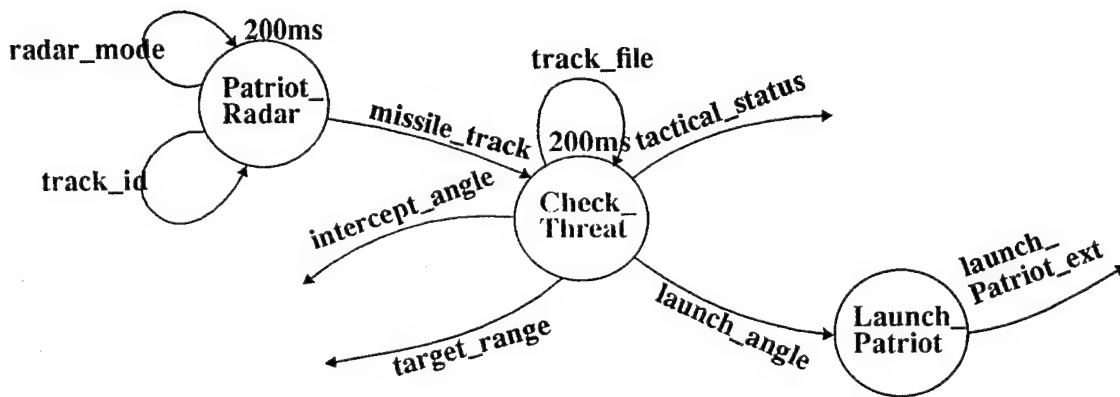 200ms
radar_mode
Patriot_
Radar
track_id
missile_track
track_file
200ms
tactical_status
intercept_angle
Check_
Threat
target_range
launch_angle
Launch_
Patriot
launch_
Patriot_ext